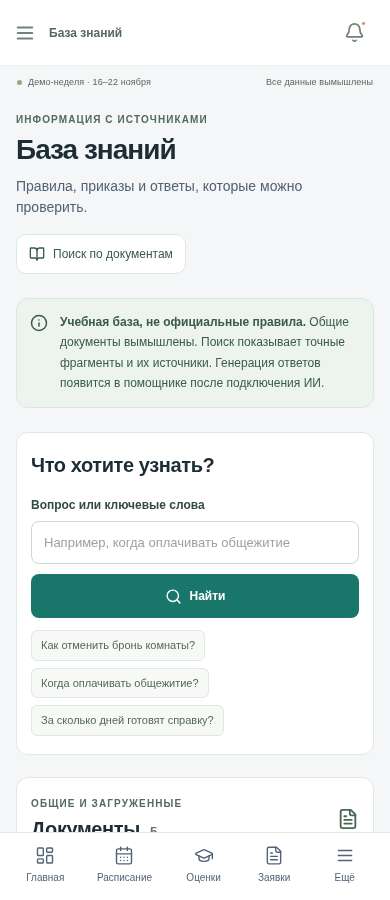 База знаний
Демо-неделя · 16–22 ноября
Все данные вымышлены
ИНФОРМАЦИЯ С ИСТОЧНИКАМИ
База знаний
Правила, приказы и ответы, которые можно
проверить.
Поиск по документам
Учебная база, не официальные правила. Общие
документы вымышлены. Поиск показывает точные
фрагменты и их источники. Генерация ответов
появится в помощнике после подключения ИИ.
Что хотите узнать?
Вопрос или ключевые слова
Например, когда оплачивать общежитие
Найти
Как отменить бронь комнаты?
Когда оплачивать общежитие?
За сколько дней готовят справку?
ОБЩИЕ И ЗАГРУЖЕННЫЕ
Документы 5
Главная
Расписание
Оценки
Заявки
Ещё